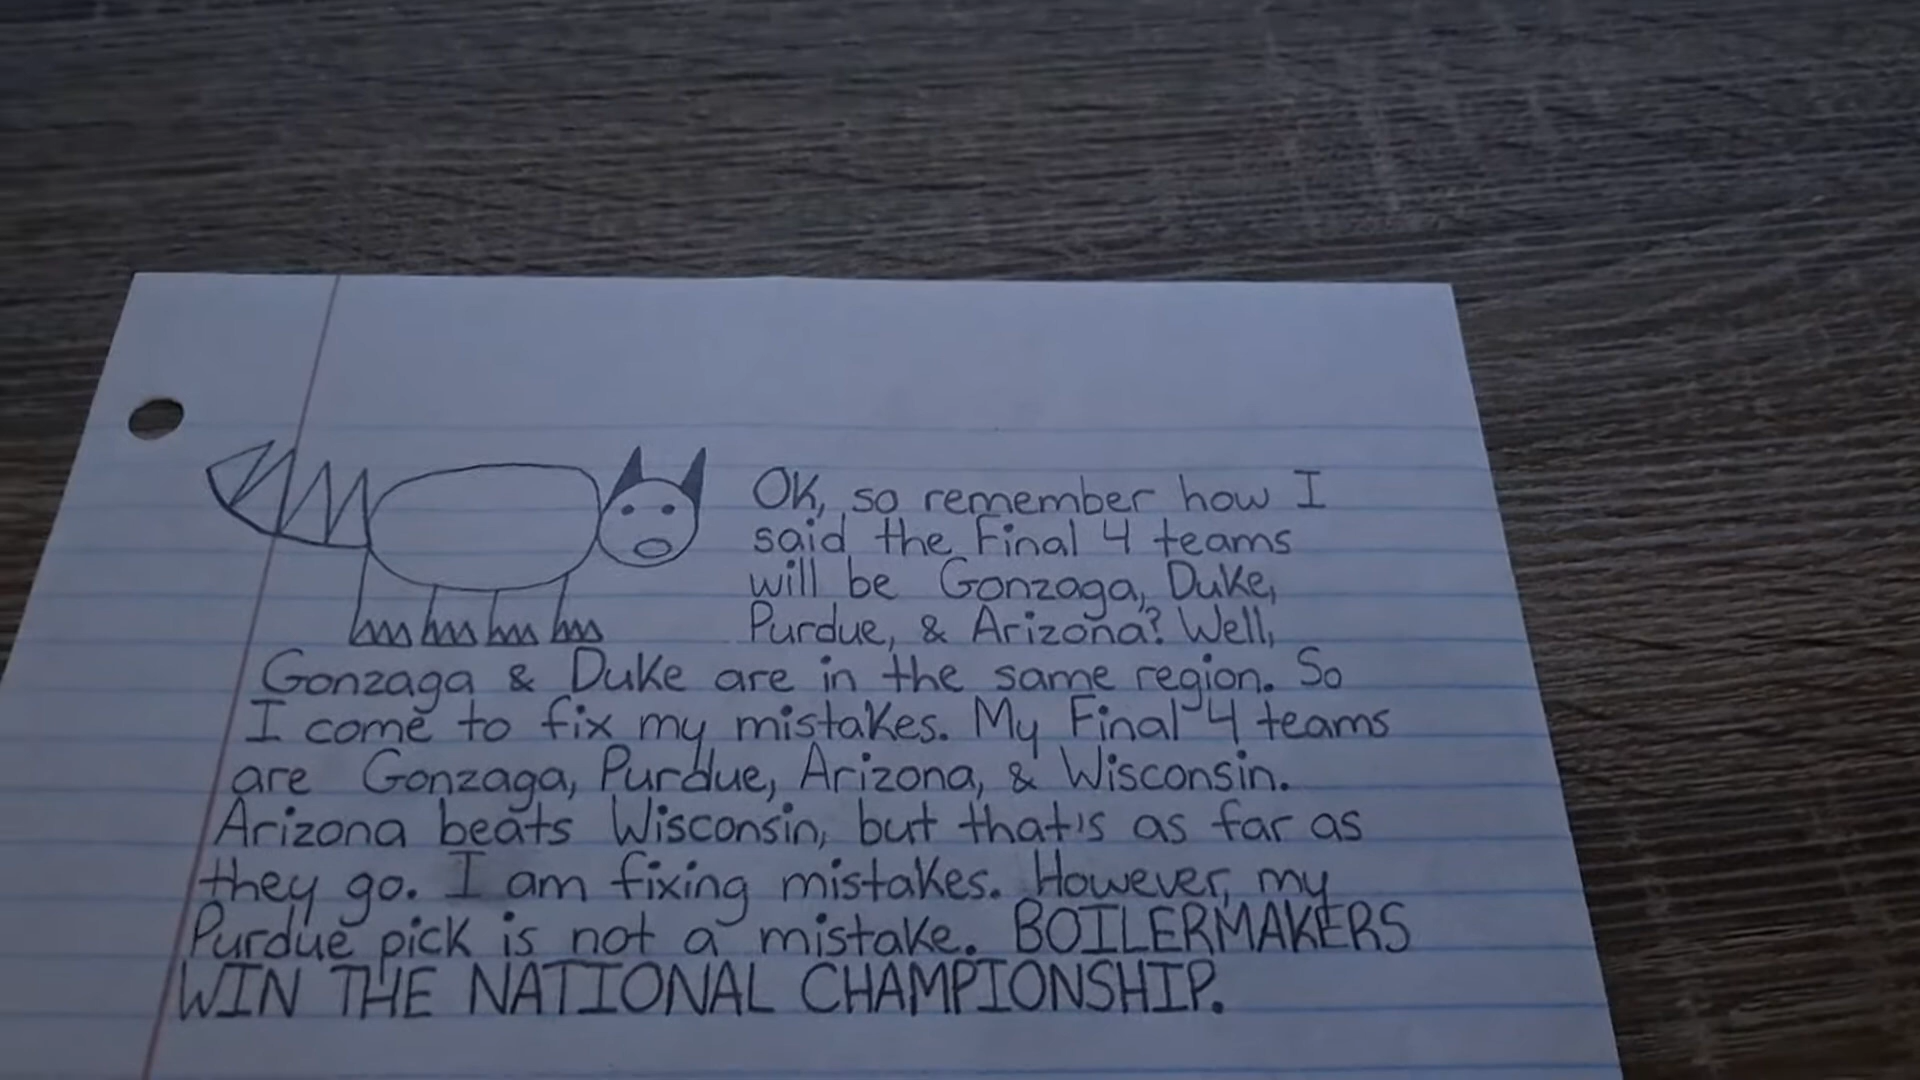 OK, so remember how I
said the Final 4 teams
will be Gonzaga, Duke,
Purdue, & Arizona? Well,
Gonzaga & Duke are in the same region. So
I come to fix my mistakes. My Final 4 teams
are Gonzaga, Purdue, Arizona, & Wisconsin.
Arizona beats Wisconsin, but that's as far as
they go. I am fixing mistakes. However, my
Purdue pick is not a mistake. BOILERMAKERS
WIN THE NATIONAL CHAMPIONSHIP.